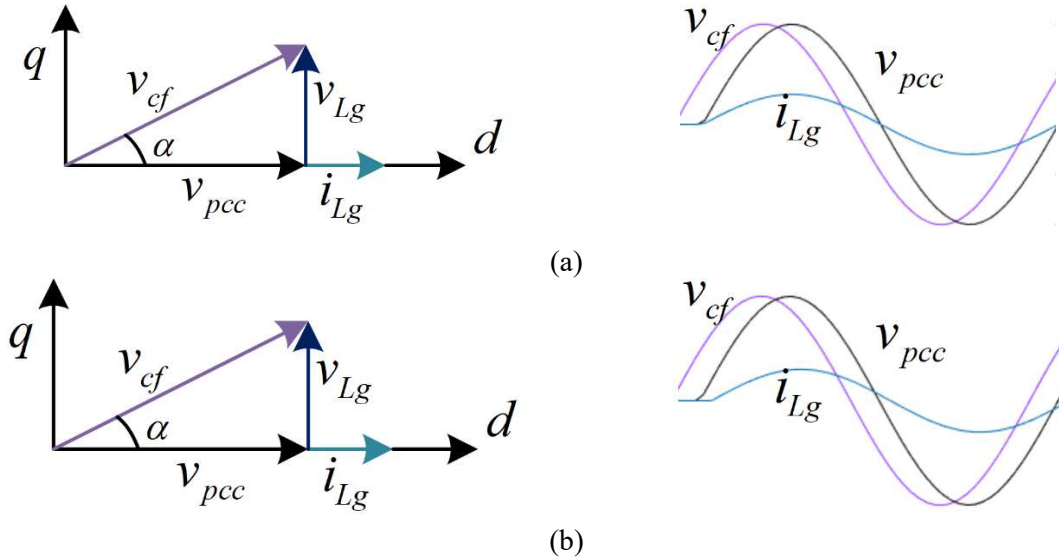 q
v_cf
α
v_pcc
v_Lg
i_Lg
d
v_cf
v_pcc
i_Lg
(a)
q
v_cf
α
v_pcc
v_Lg
i_Lg
d
v_cf
v_pcc
i_Lg
(b)